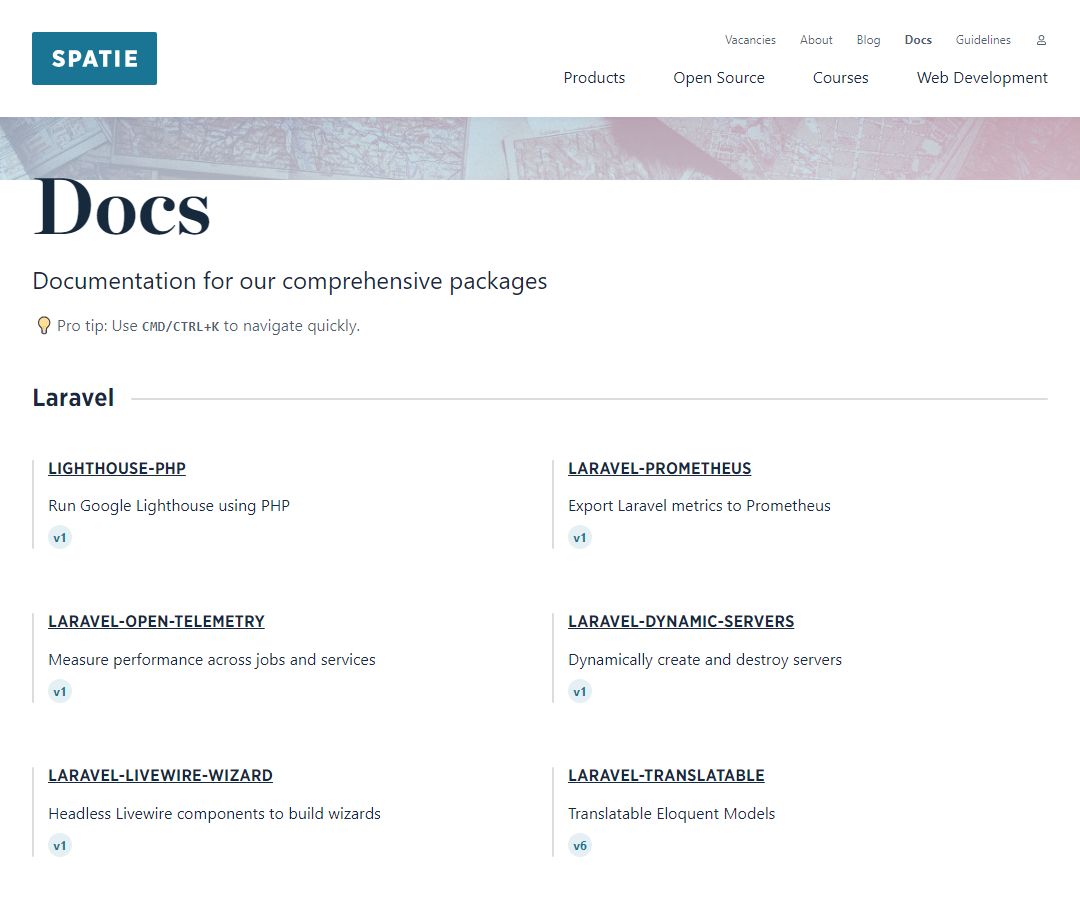 SPATIE
Vacancies About Blog Docs Guidelines
Products Open Source Courses Web Development
Docs
Documentation for our comprehensive packages
Pro tip: Use CMD/CTRL+K to navigate quickly.
Laravel
LIGHTHOUSE-PHP
Run Google Lighthouse using PHP
v1
LARAVEL-PROMETHEUS
Export Laravel metrics to Prometheus
v1
LARAVEL-OPEN-TELEMETRY
Measure performance across jobs and services
v1
LARAVEL-DYNAMIC-SERVERS
Dynamically create and destroy servers
v1
LARAVEL-LIVEWIRE-WIZARD
Headless Livewire components to build wizards
v1
LARAVEL-TRANSLATABLE
Translatable Eloquent Models
v6